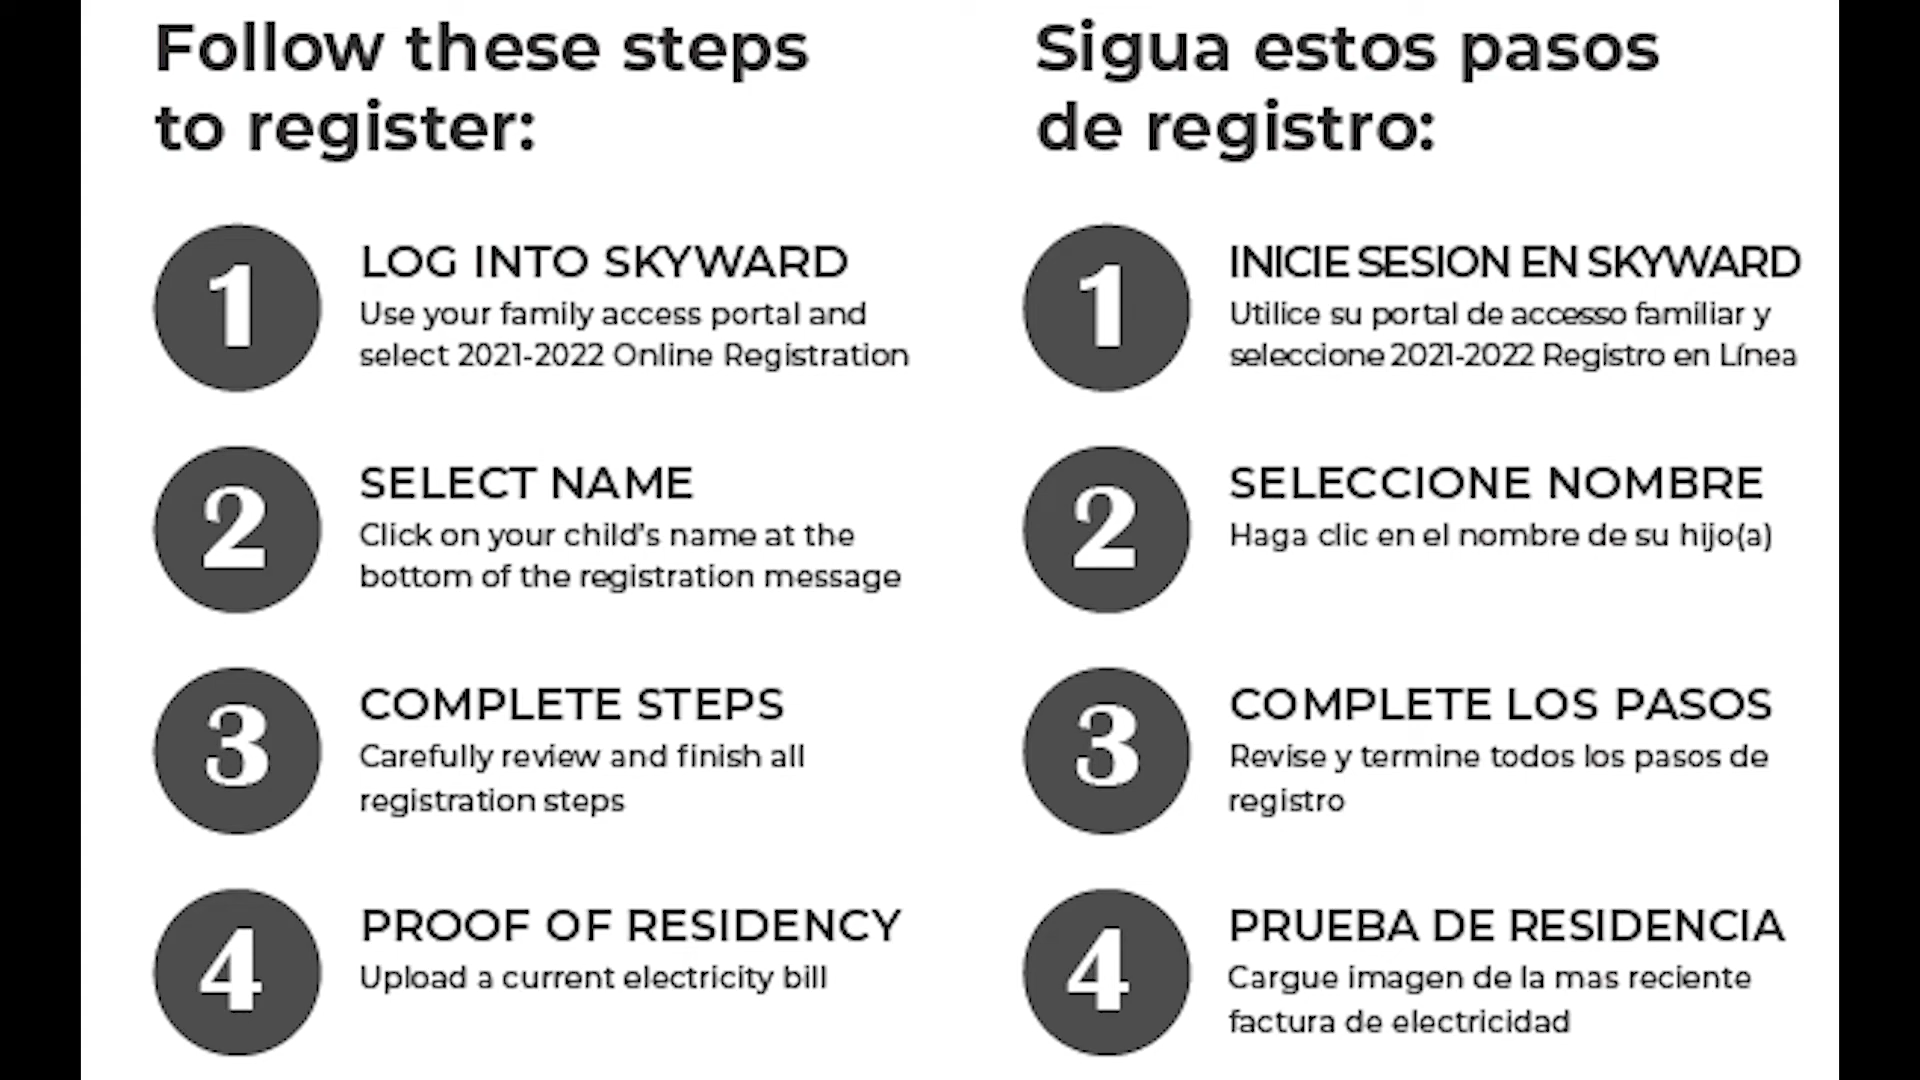 Follow these steps
to register:
1
LOG INTO SKYWARD
Use your family access portal and
select 2021-2022 Online Registration
2
SELECT NAME
Click on your child's name at the
bottom of the registration message
3
COMPLETE STEPS
Carefully review and finish all
registration steps
4
PROOF OF RESIDENCY
Upload a current electricity bill
Sigua estos pasos
de registro:
1
INICIE SESION EN SKYWARD
Utilice su portal de accesso familiar y
seleccione 2021-2022 Registro en Línea
2
SELECCIONE NOMBRE
Haga clic en el nombre de su hijo(a)
3
COMPLETE LOS PASOS
Revise y termine todos los pasos de
registro
4
PRUEBA DE RESIDENCIA
Cargue imagen de la mas reciente
factura de electricidad